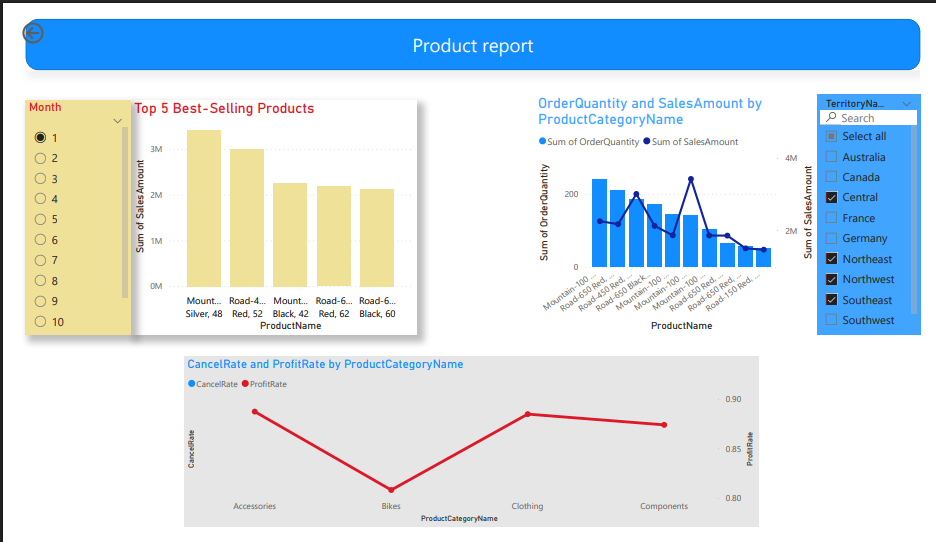 Product report
Month
1
2
3
4
5
6
7
8
9
10
Top 5 Best-Selling Products
Sum of SalesAmount
3M
2M
1M
0M
Mount... Road-4... Mount... Road-6... Road-6...
Silver, 48 Red, 52 Black, 42 Red, 62 Black, 60
ProductName
OrderQuantity and SalesAmount by
ProductCategoryName
Sum of OrderQuantity Sum of SalesAmount
Sum of OrderQuantity
200
0
4M
2M
Sum of SalesAmount
Mountain-100 ...
Road-650 Red, ...
Road-450 Red, ...
Road-650 Black, ...
Mountain-100 ...
Mountain-100 ...
Mountain-100 ...
Road-650 Red, ...
Road-650 Red, ...
Road-150 Red, ...
ProductName
TerritoryNa...
Search
Select all
Australia
Canada
Central
France
Germany
Northeast
Northwest
Southeast
Southwest
CancelRate and ProfitRate by ProductCategoryName
CancelRate ProfitRate
CancelRate
0.90
0.85
0.80
ProfitRate
Accessories Bikes Clothing Components
ProductCategoryName